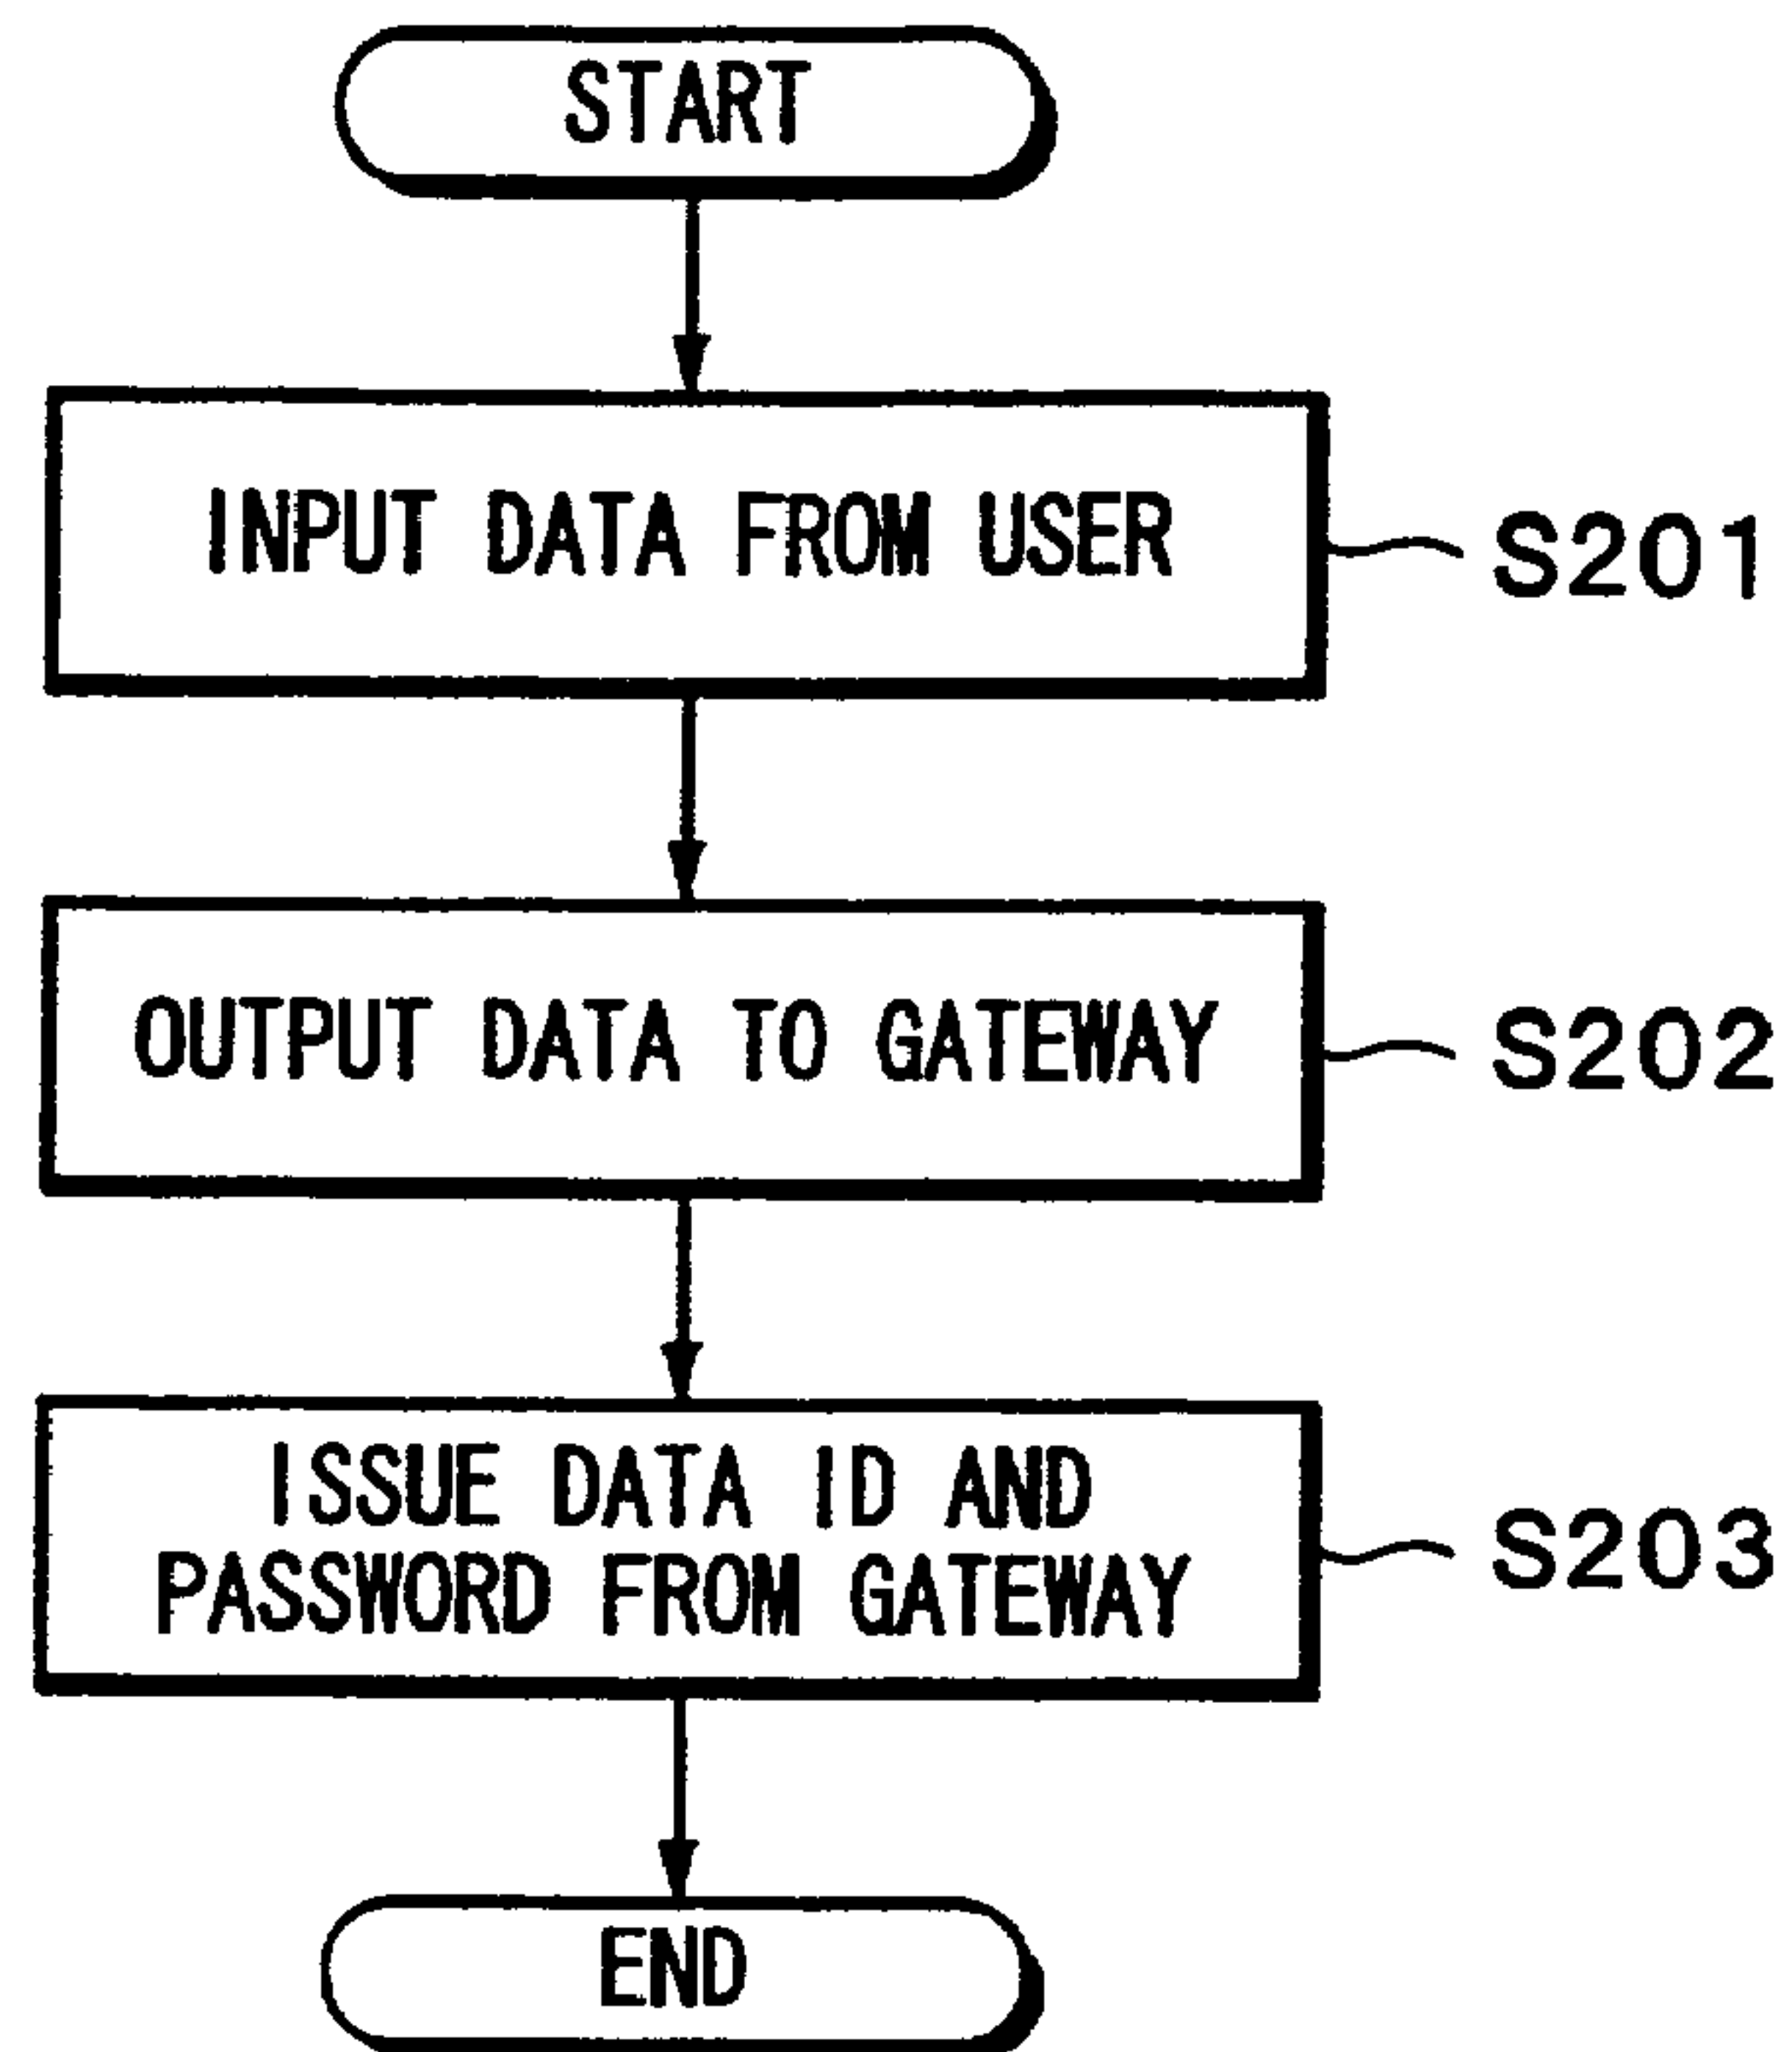 START
INPUT DATA FROM USER
S201
OUTPUT DATA TO GATEWAY
S202
ISSUE DATA ID AND
PASSWORD FROM GATEWAY
S203
END